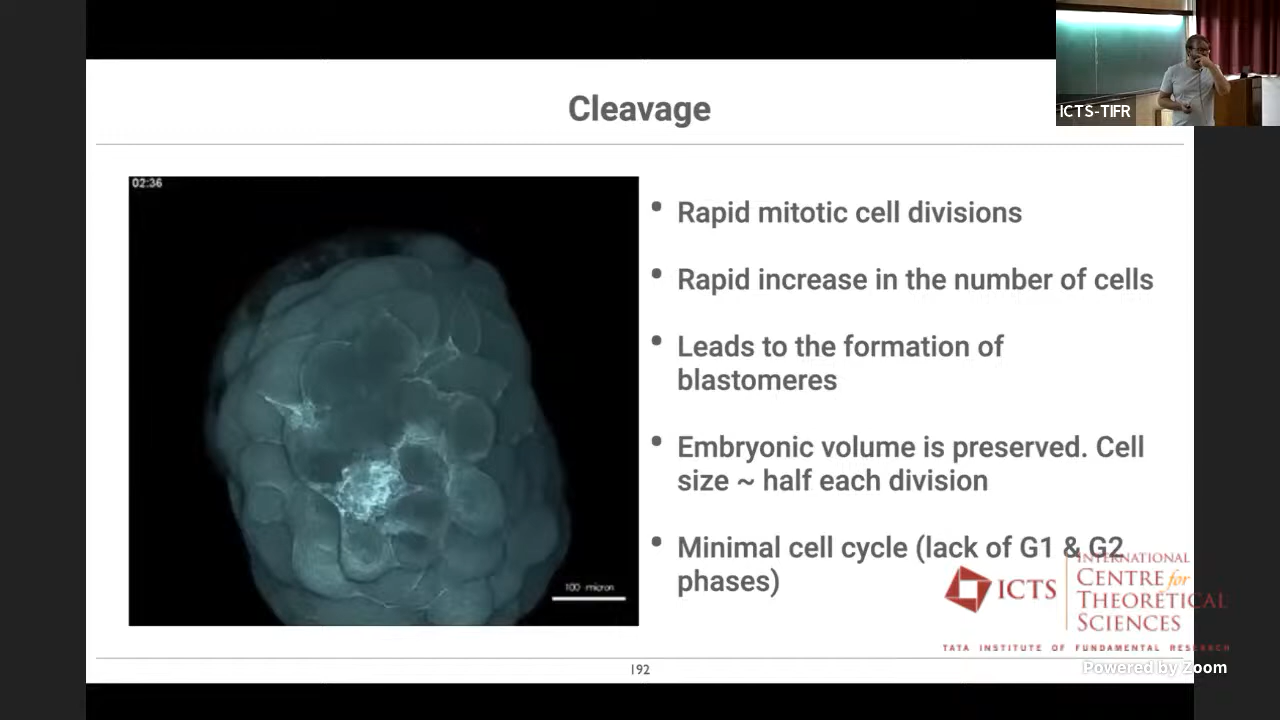 Cleavage
ICTS-TIFR
02:36
• Rapid mitotic cell divisions
• Rapid increase in the number of cells
• Leads to the formation of
blastomeres
• Embryonic volume is preserved. Cell
size ~ half each division
• Minimal cell cycle (lack of G1 & G2
phases)
100 micron
ICTS
INTERNATIONAL
CENTRE for
THEORETICAL
SCIENCES
TATA INSTITUTE OF FUNDAMENTAL RESEARCH
192
Powered by Zoom